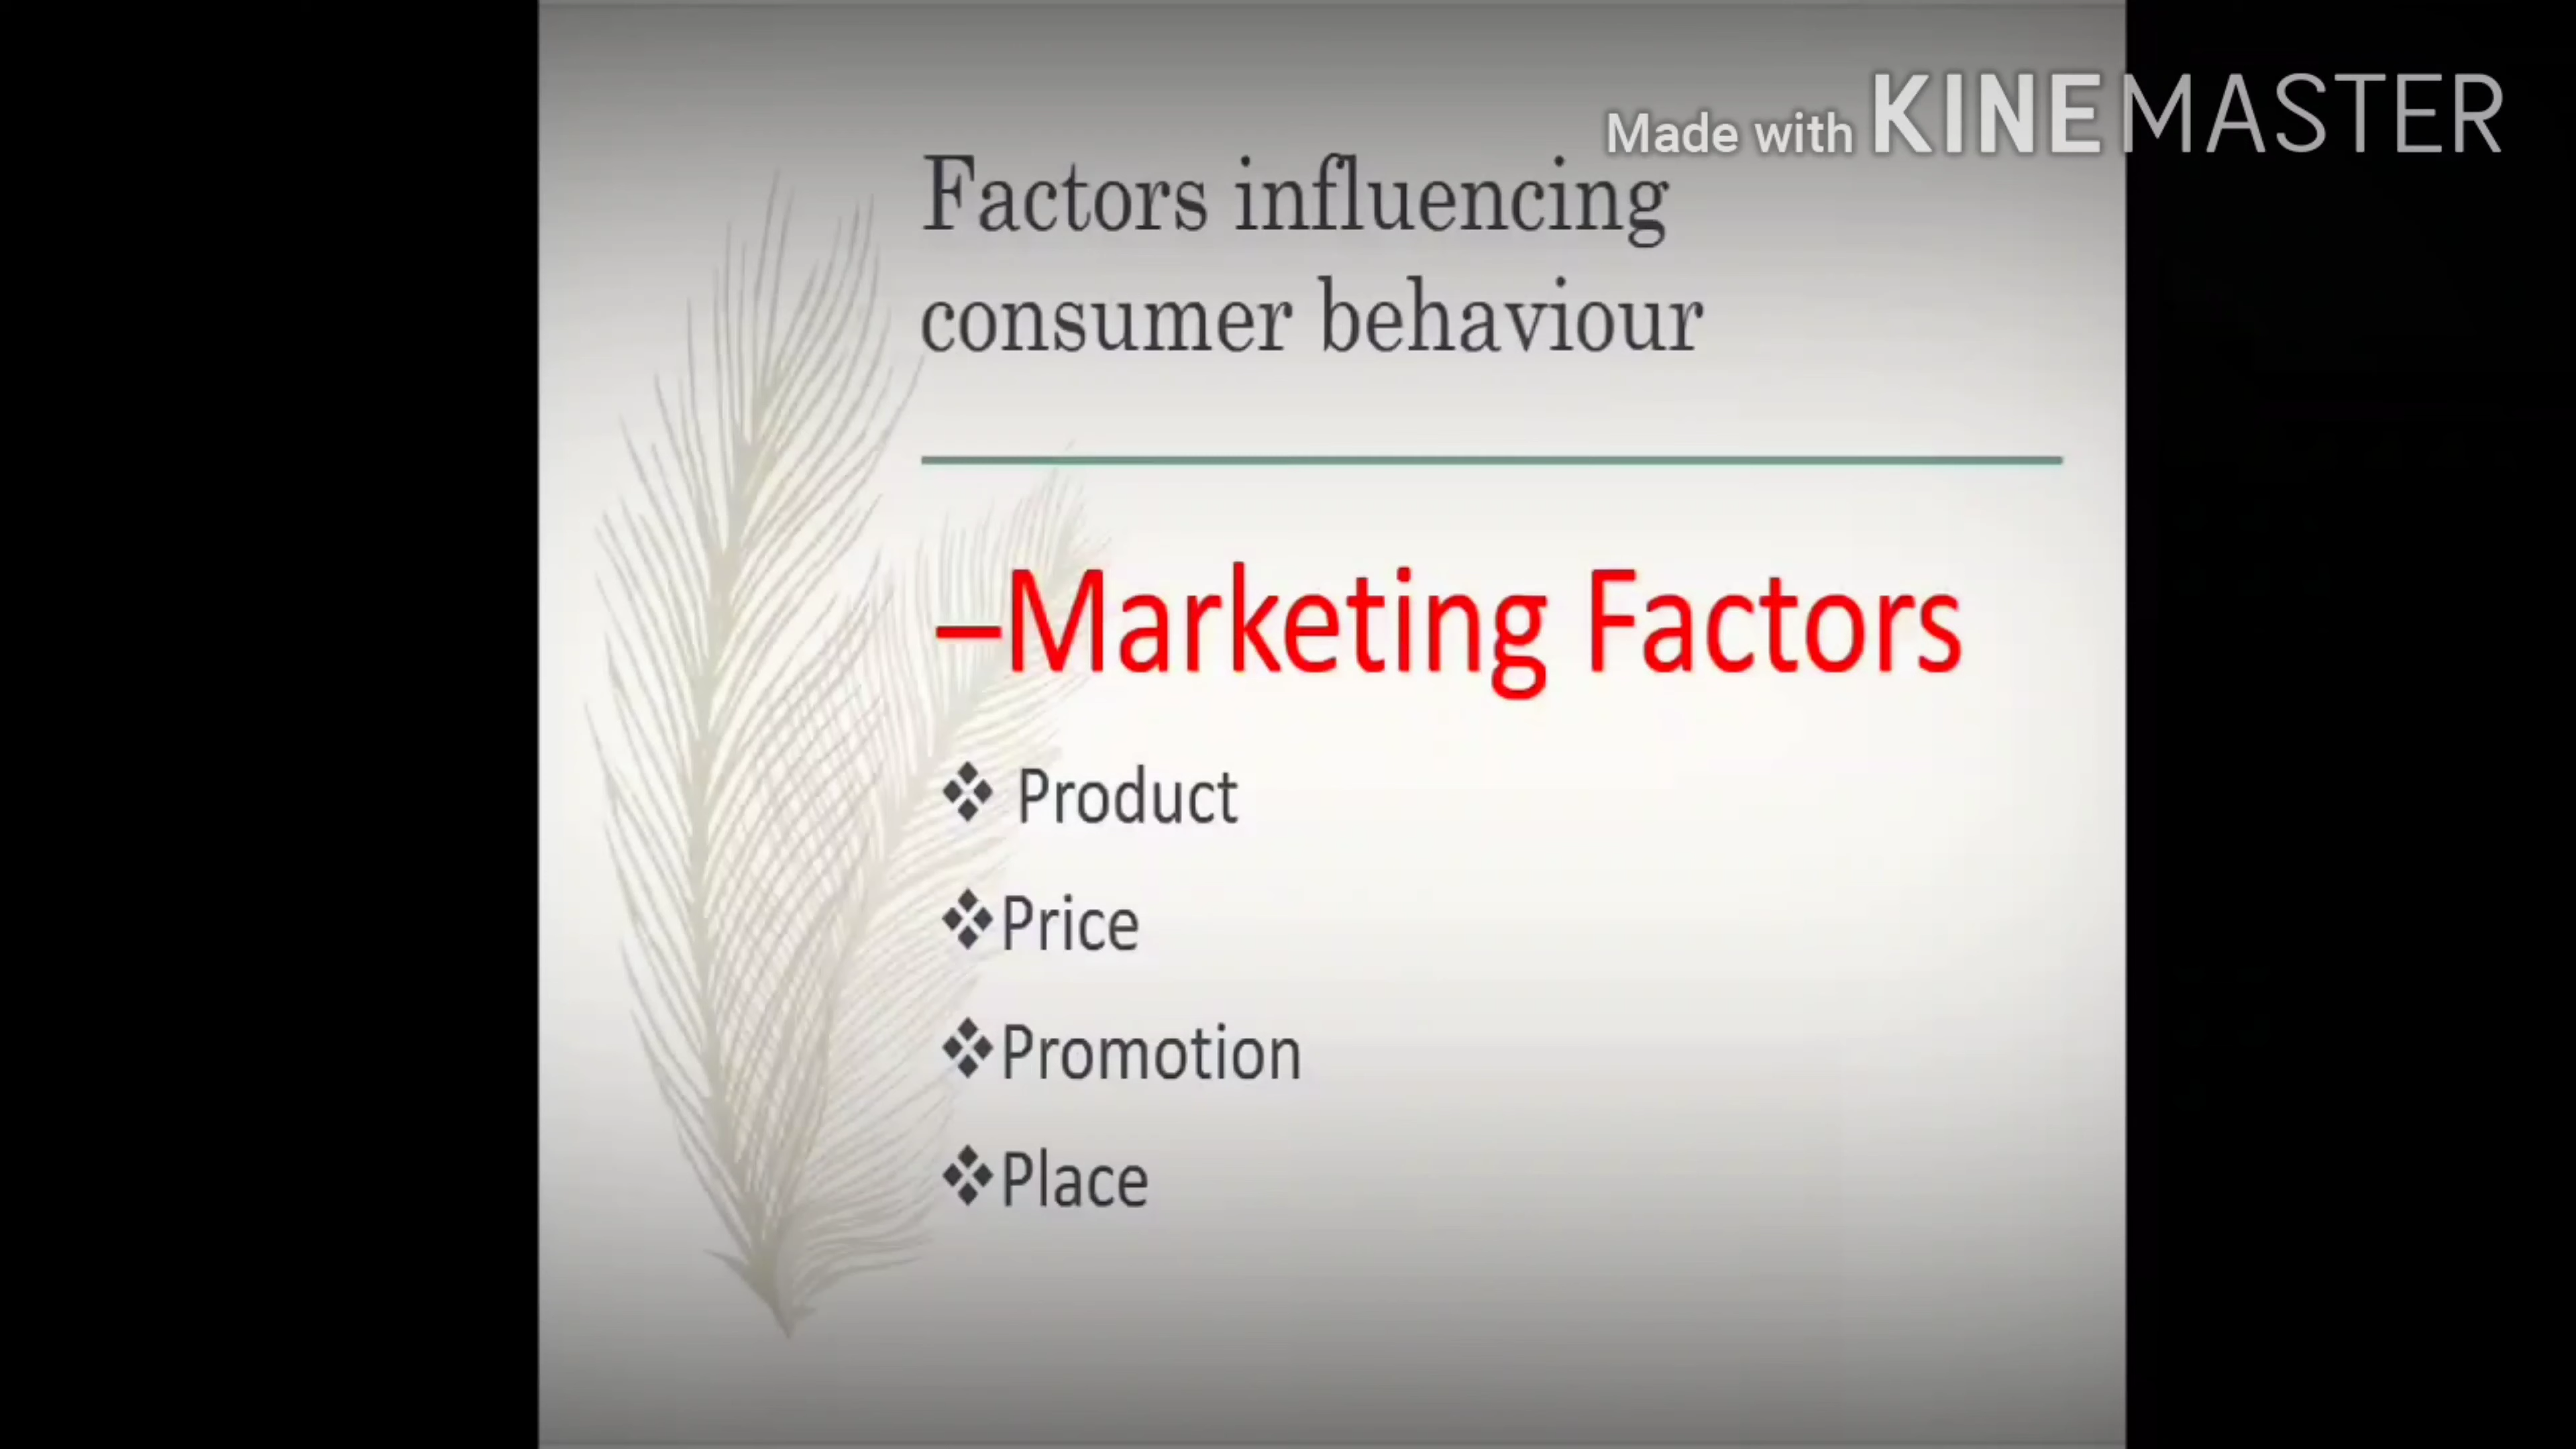 Made with KINEMASTER
Factors influencing
consumer behaviour
–Marketing Factors
❖ Product
❖Price
❖Promotion
❖Place